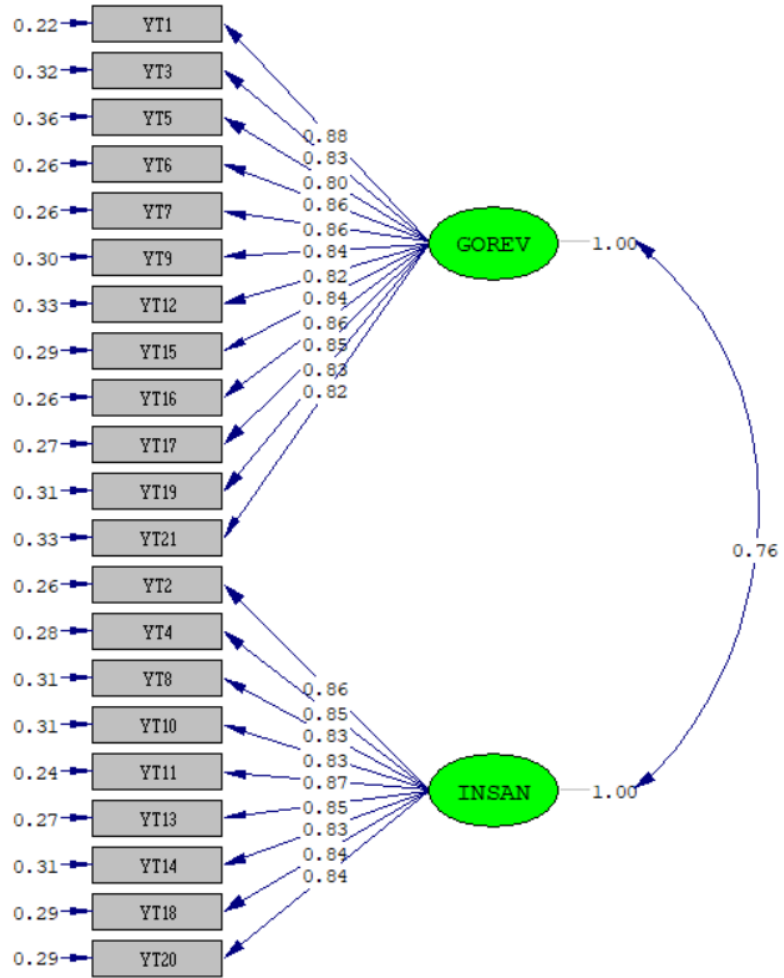 0.22 YT1
0.32 YT3
0.36 YT5
0.26 YT6
0.26 YT7
0.30 YT9
0.33 YT12
0.29 YT15
0.26 YT16
0.27 YT17
0.31 YT19
0.33 YT21
0.26 YT2
0.28 YT4
0.31 YT8
0.31 YT10
0.24 YT11
0.27 YT13
0.31 YT14
0.29 YT18
0.29 YT20
0.88
0.83
0.80
0.86
0.86
0.84
0.82
0.84
0.86
0.85
0.83
0.82
0.86
0.85
0.83
0.83
0.87
0.85
0.83
0.84
0.84
GOREV 1.00
INSAN 1.00
0.76